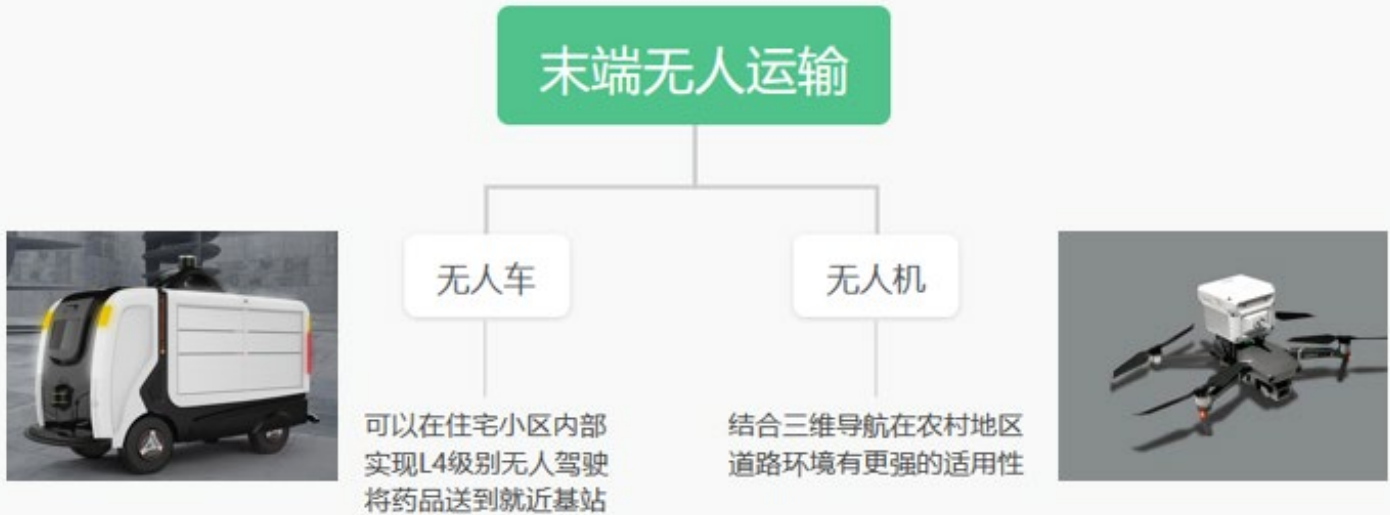 末端无人运输
无人车
无人机
可以在住宅小区内部
实现L4级别无人驾驶
将药品送到就近基站
结合三维导航在农村地区
道路环境有更强的适用性